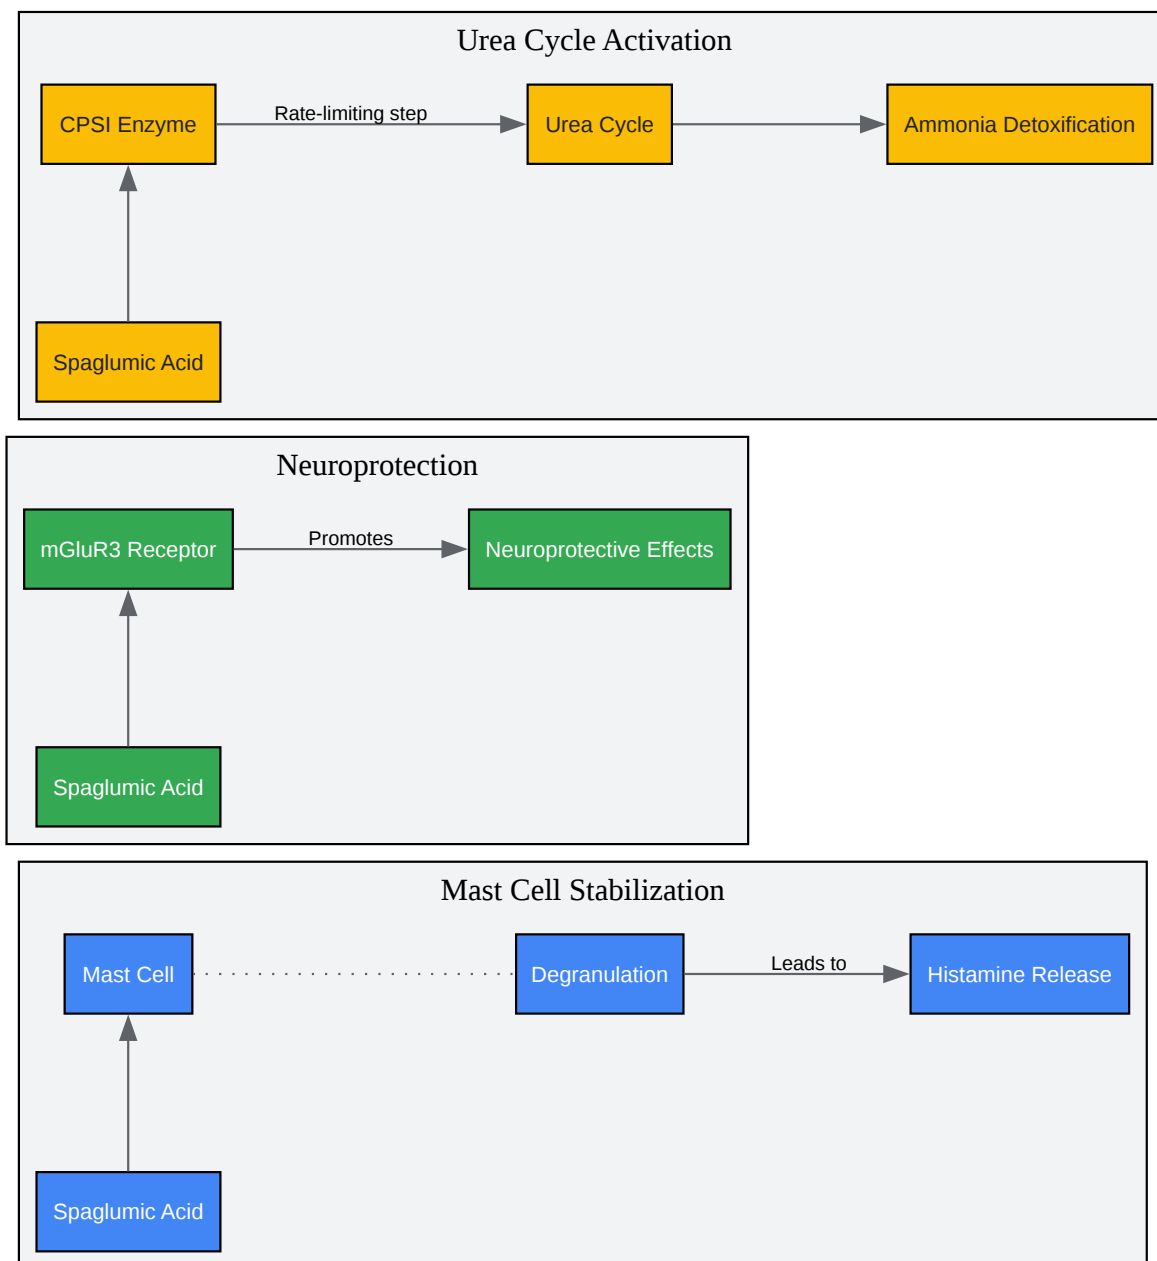 Urea Cycle Activation
CPSI Enzyme
Rate-limiting step
Urea Cycle
Ammonia Detoxification
Spaglumic Acid
Neuroprotection
mGluR3 Receptor
Promotes
Neuroprotective Effects
Spaglumic Acid
Mast Cell Stabilization
Mast Cell
Degranulation
Leads to
Histamine Release
Spaglumic Acid